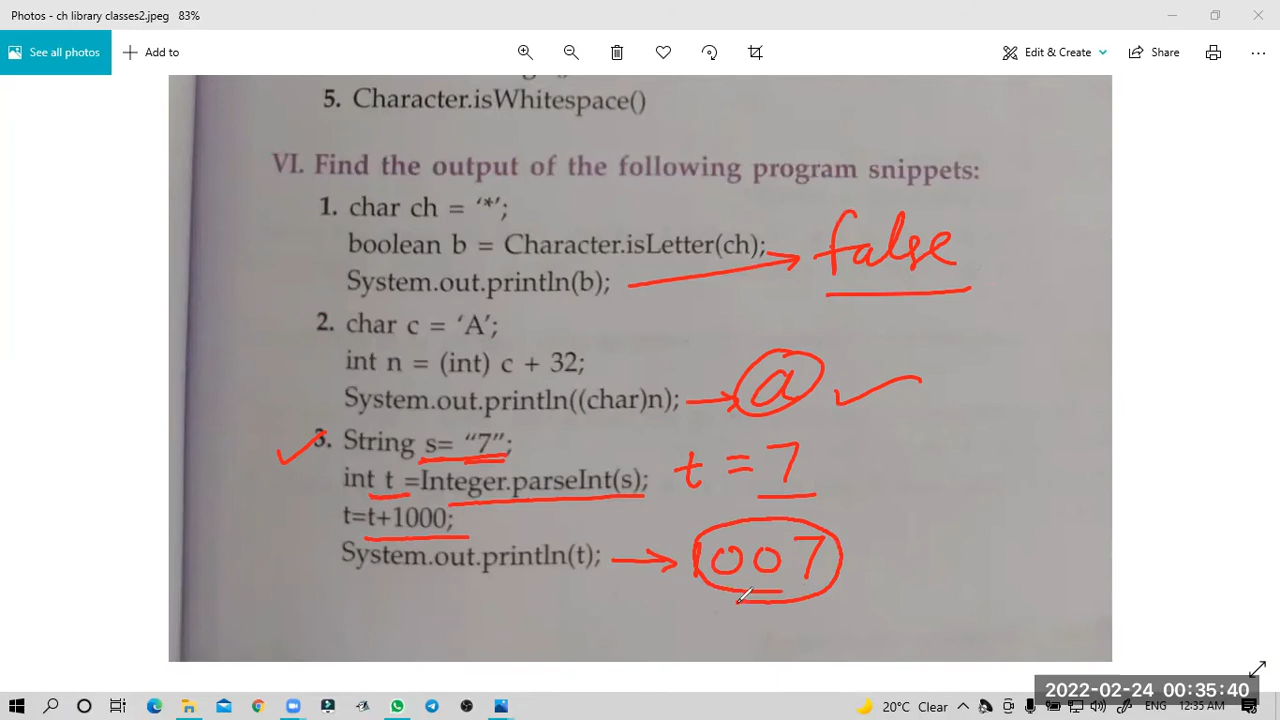 Photos - ch library classes2.jpeg 83%
See all photos
Add to
Edit & Create
Share
5. Character.isWhitespace()
VI. Find the output of the following program snippets:
1. char ch = ‘*’;
boolean b = Character.isLetter(ch);
false
System.out.println(b);
2. char c = ‘A’;
int n = (int) c + 32;
System.out.println((char)n);
a
3. String s= “7”;
int t =Integer.parseInt(s);
t = 7
t=t+1000;
System.out.println(t);
1007
2022-02-24 00:35:40
20°C Clear
ENG
12:35 AM